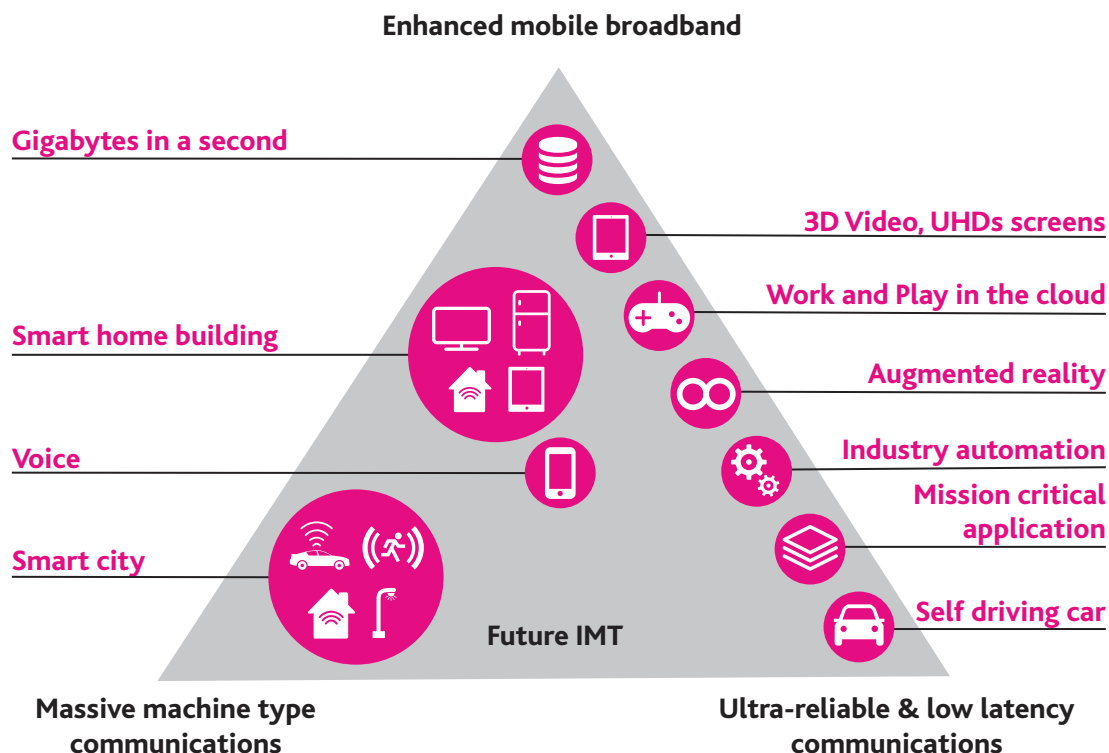 Enhanced mobile broadband
Gigabytes in a second
3D Video, UHDs screens
Work and Play in the cloud
Smart home building
Augmented reality
Voice
Industry automation
Mission critical
application
Smart city
Self driving car
Future IMT
Massive machine type
communications
Ultra-reliable & low latency
communications